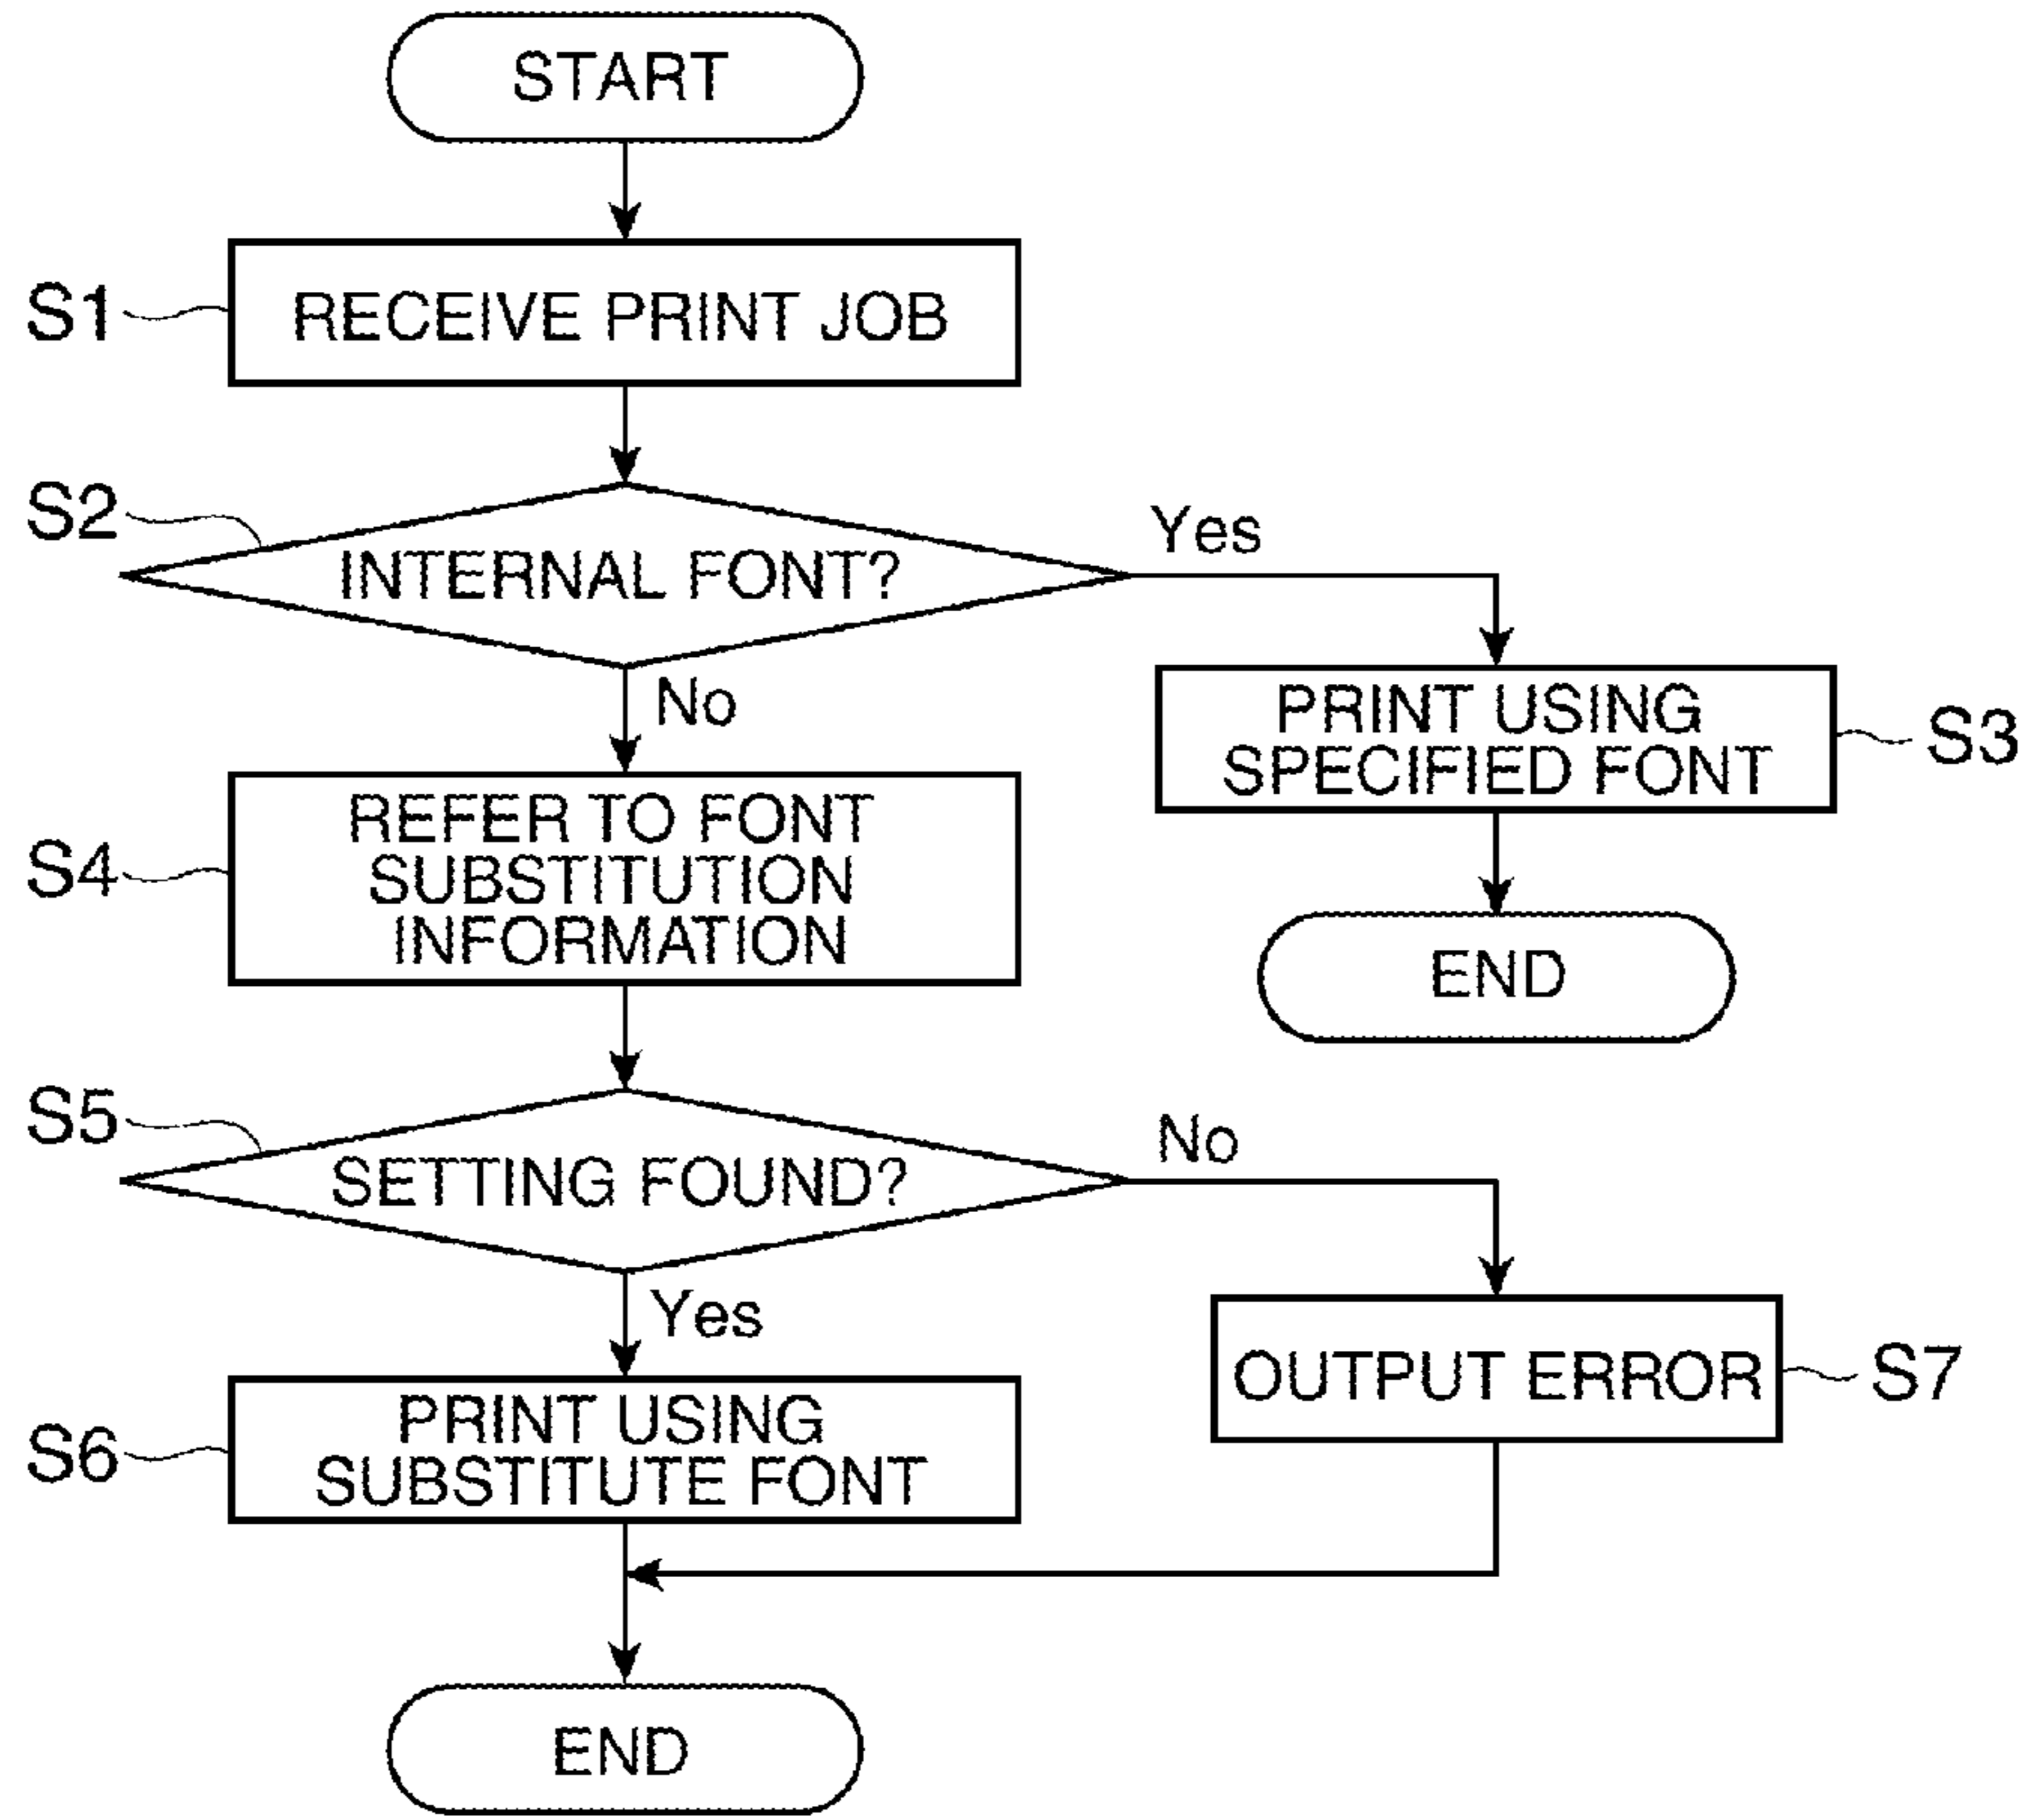 START
S1
RECEIVE PRINT JOB
S2
INTERNAL FONT?
Yes
No
PRINT USING
SPECIFIED FONT
S3
S4
REFER TO FONT
SUBSTITUTION
INFORMATION
END
S5
SETTING FOUND?
No
Yes
OUTPUT ERROR
S7
S6
PRINT USING
SUBSTITUTE FONT
END